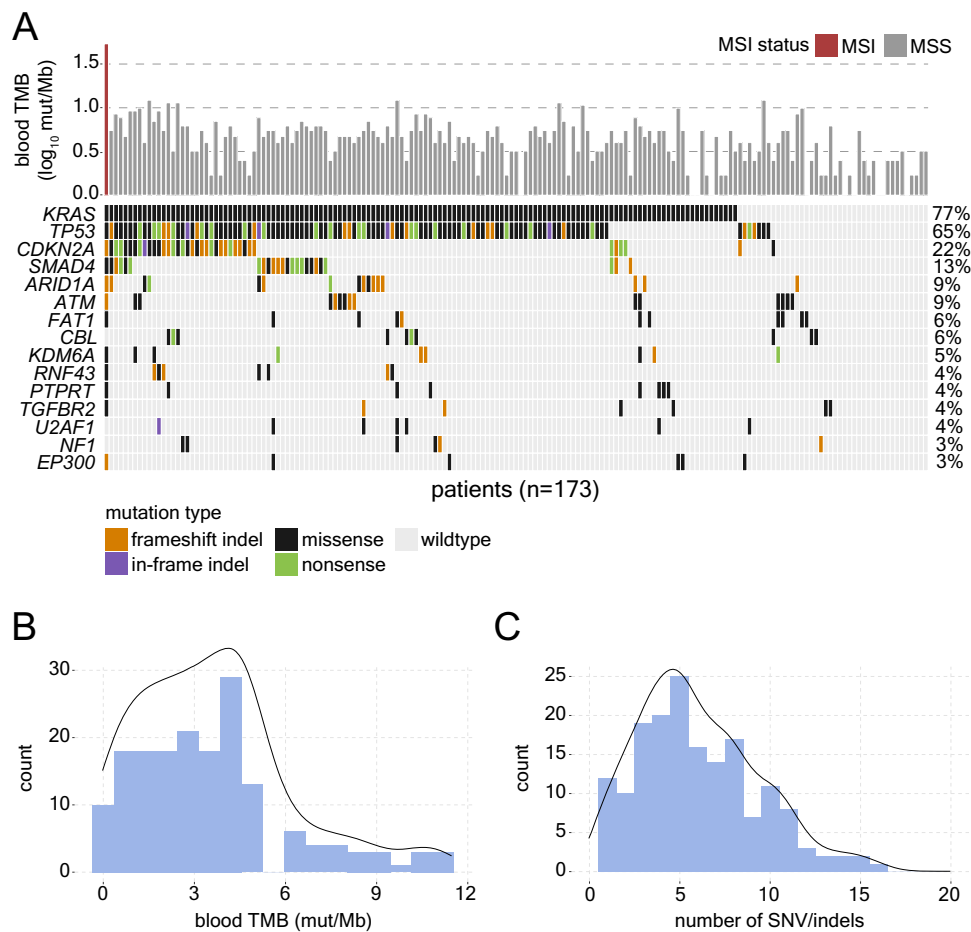 A
MSI status MSI MSS
blood TMB
(log10 mut/Mb)
1.5
1.0
0.5
0.0
KRAS 77%
TP53 65%
CDKN2A 22%
SMAD4 13%
ARID1A 9%
ATM 9%
FAT1 6%
CBL 6%
KDM6A 5%
RNF43 4%
PTPRT 4%
TGFBR2 4%
U2AF1 4%
NF1 3%
EP300 3%
patients (n=173)
mutation type
frameshift indel missense wildtype
in-frame indel nonsense
B
count
30
20
10
0
0 3 6 9 12
blood TMB (mut/Mb)
C
count
25
20
15
10
5
0
0 5 10 15 20
number of SNV/indels